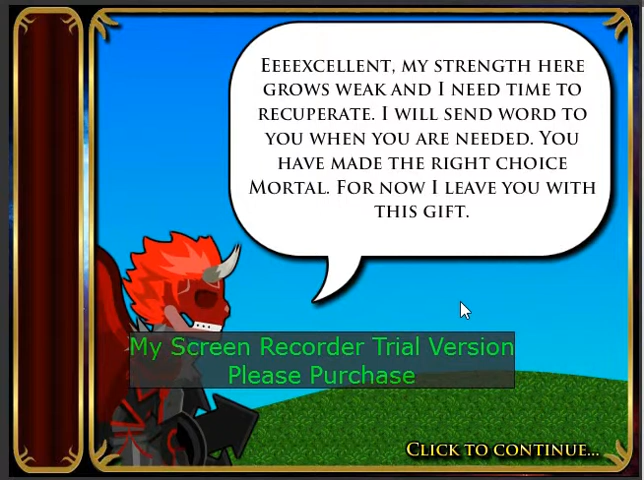 Eeeexcellent, my strength here
grows weak and I need time to
recuperate. I will send word to
you when you are needed. You
have made the right choice
Mortal. For now I leave you with
this gift.
My Screen Recorder Trial Version
Please Purchase
Click to continue...